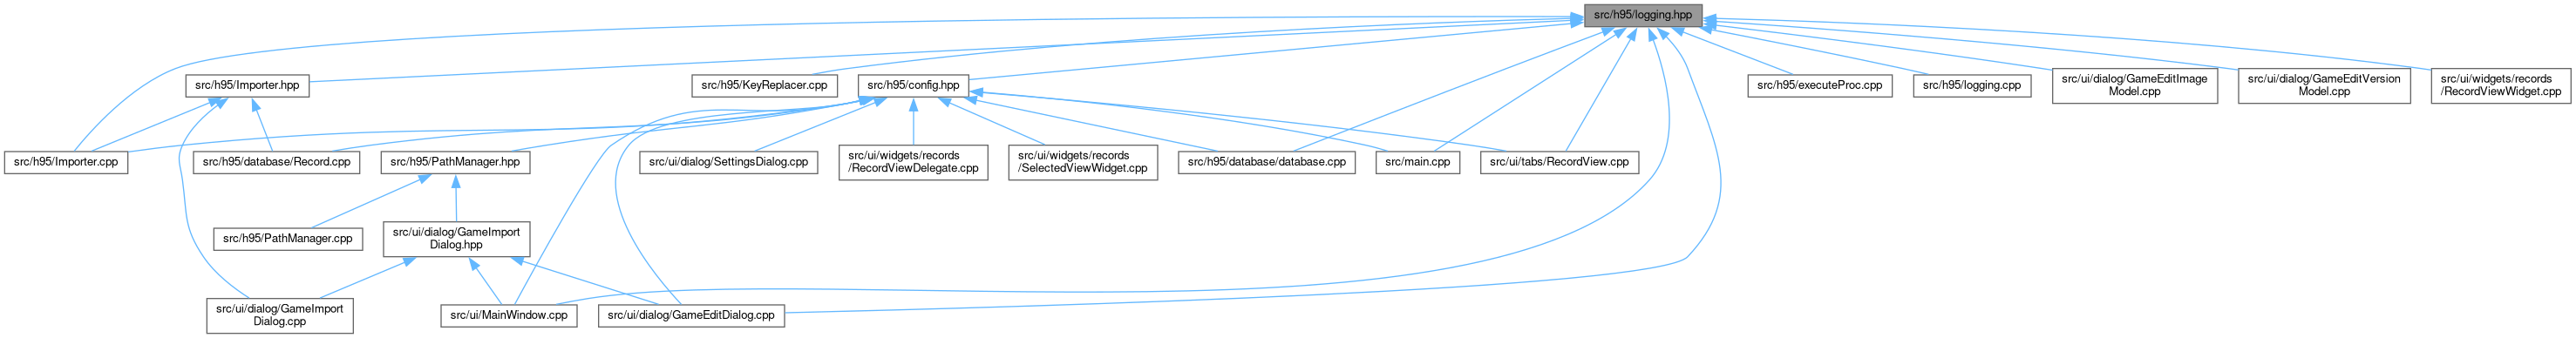 src/h95/logging.hpp
src/h95/Importer.hpp
src/h95/KeyReplacer.cpp
src/h95/config.hpp
src/h95/executeProc.cpp
src/h95/logging.cpp
src/ui/dialog/GameEditImage
Model.cpp
src/ui/dialog/GameEditVersion
Model.cpp
src/ui/widgets/records
/RecordViewWidget.cpp
src/h95/Importer.cpp
src/h95/database/Record.cpp
src/h95/PathManager.hpp
src/ui/dialog/SettingsDialog.cpp
src/ui/widgets/records
/RecordViewDelegate.cpp
src/ui/widgets/records
/SelectedViewWidget.cpp
src/h95/database/database.cpp
src/main.cpp
src/ui/tabs/RecordView.cpp
src/h95/PathManager.cpp
src/ui/dialog/GameImport
Dialog.hpp
src/ui/dialog/GameImport
Dialog.cpp
src/ui/MainWindow.cpp
src/ui/dialog/GameEditDialog.cpp